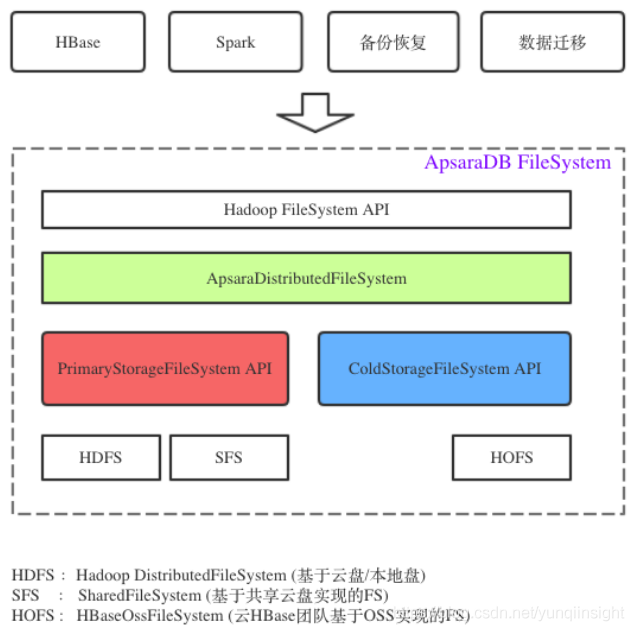 HBase Spark 备份恢复 数据迁移
ApsaraDB FileSystem
Hadoop FileSystem API
ApsaraDistributedFileSystem
PrimaryStorageFileSystem API ColdStorageFileSystem API
HDFS SFS HOFS
HDFS : Hadoop DistributedFileSystem (基于云盘/本地盘)
SFS : SharedFileSystem (基于共享云盘实现的FS)
HOFS : HBaseOssFileSystem (云HBase团队基于OSS实现的FS)
csdn.net/yunqiinsight